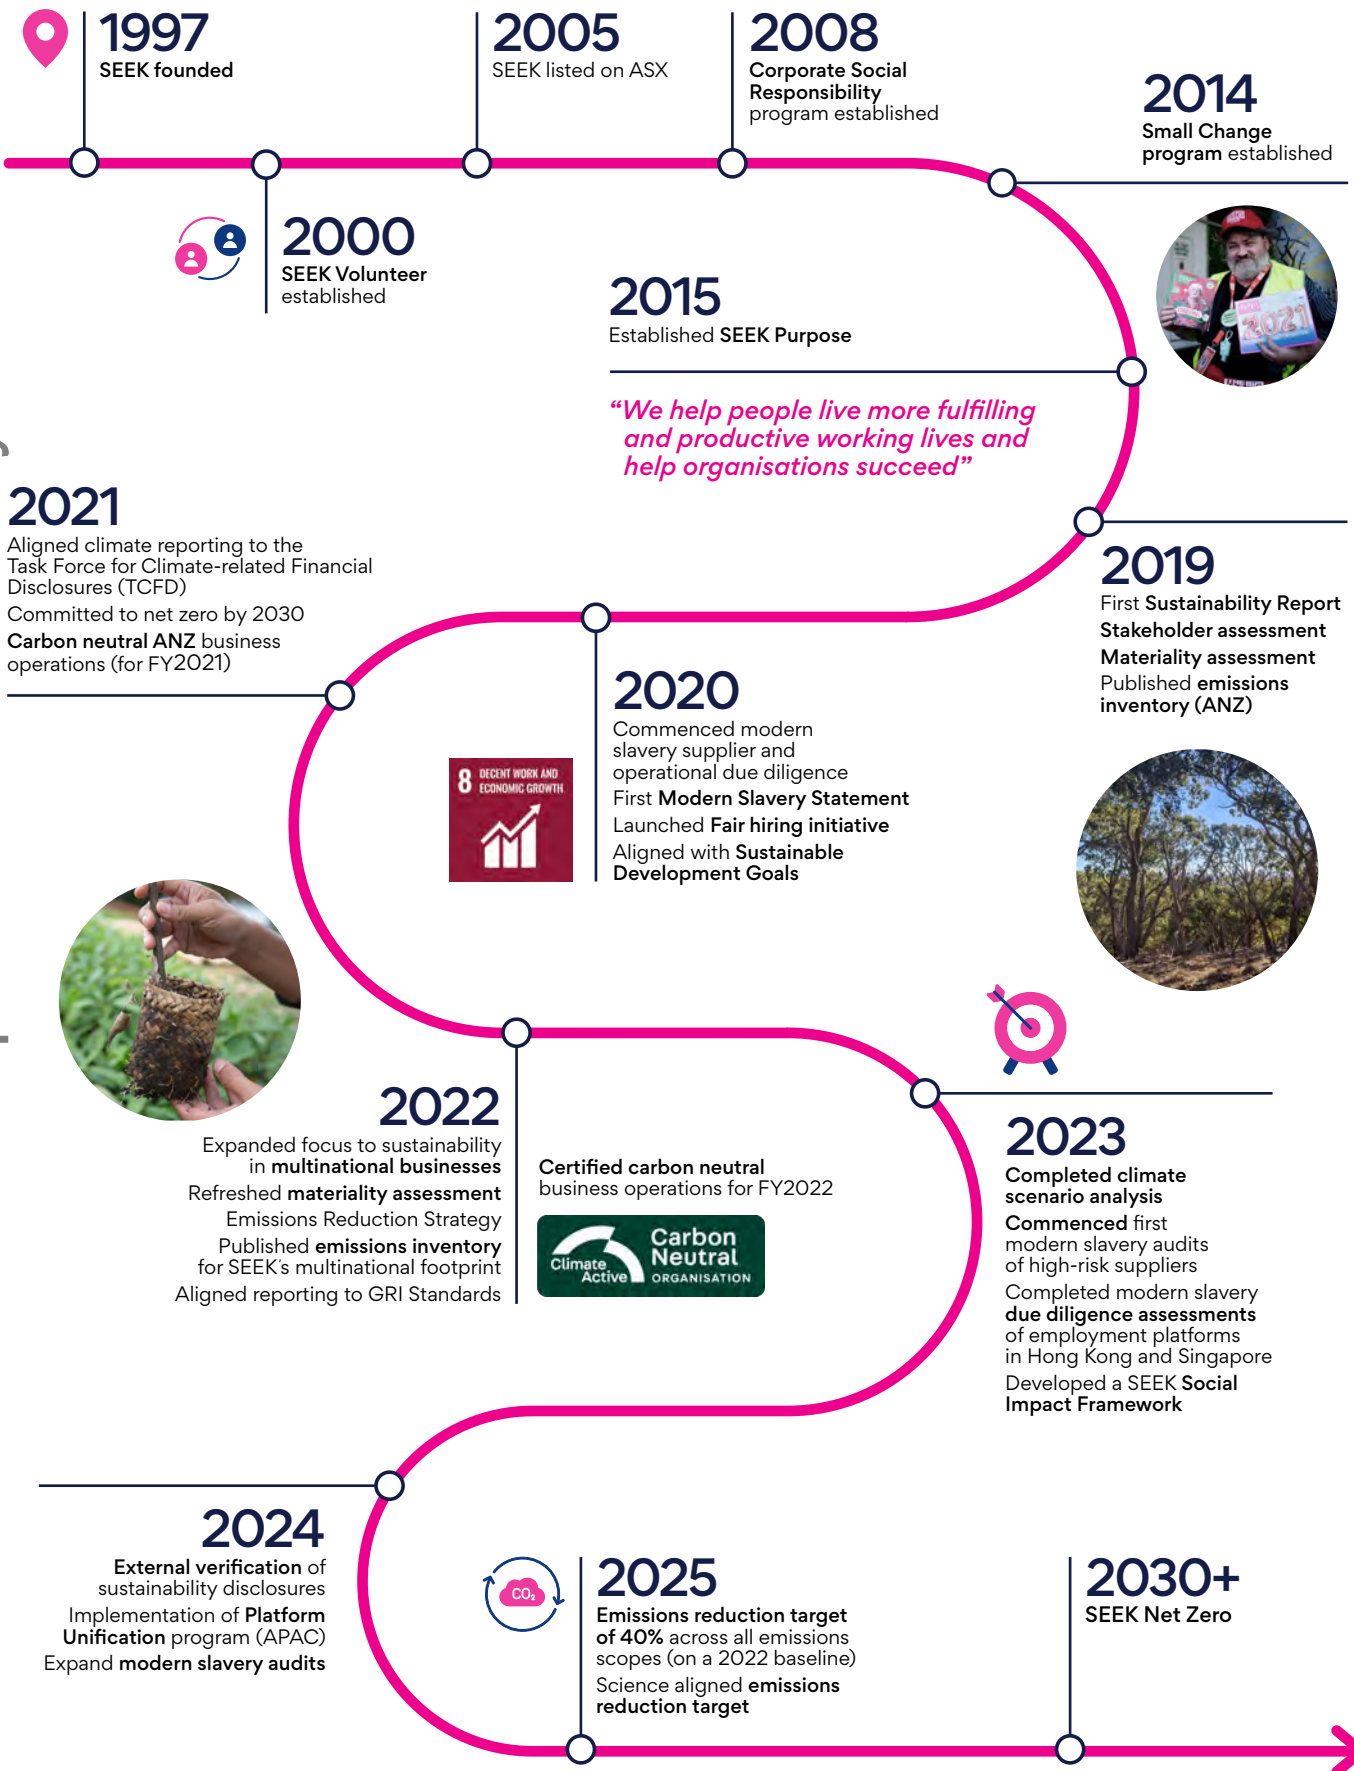 1997
SEEK founded
2005
SEEK listed on ASX
2008
Corporate Social
Responsibility
program established
2014
Small Change
program established
2000
SEEK Volunteer
established
2015
Established SEEK Purpose
“We help people live more fulfilling
and productive working lives and
help organisations succeed”
2021
2019
First Sustainability Report
Stakeholder assessment
Materiality assessment
Published emissions
inventory (ANZ)
2021
Aligned climate reporting to the
Task Force for Climate-related Financial
Disclosures (TCFD)
Committed to net zero by 2030
Carbon neutral ANZ business
operations (for FY2021)
2020
Commenced modern
slavery supplier and
operational due diligence
First Modern Slavery Statement
Launched Fair hiring initiative
Aligned with Sustainable
Development Goals
8 DECENT WORK AND
ECONOMIC GROWTH
2022
Expanded focus to sustainability
in multinational businesses
Refreshed materiality assessment
Emissions Reduction Strategy
Published emissions inventory
for SEEK's multinational footprint
Aligned reporting to GRI Standards
Certified carbon neutral
business operations for FY2022
Climate
Active
Carbon
Neutral
ORGANISATION
2023
Completed climate
scenario analysis
Commenced first
modern slavery audits
of high-risk suppliers
Completed modern slavery
due diligence assessments
of employment platforms
in Hong Kong and Singapore
Developed a SEEK Social
Impact Framework
2024
External verification of
sustainability disclosures
Implementation of Platform
Unification program (APAC)
Expand modern slavery audits
CO₂
2025
Emissions reduction target
of 40% across all emissions
scopes (on a 2022 baseline)
Science aligned emissions
reduction target
2030+
SEEK Net Zero